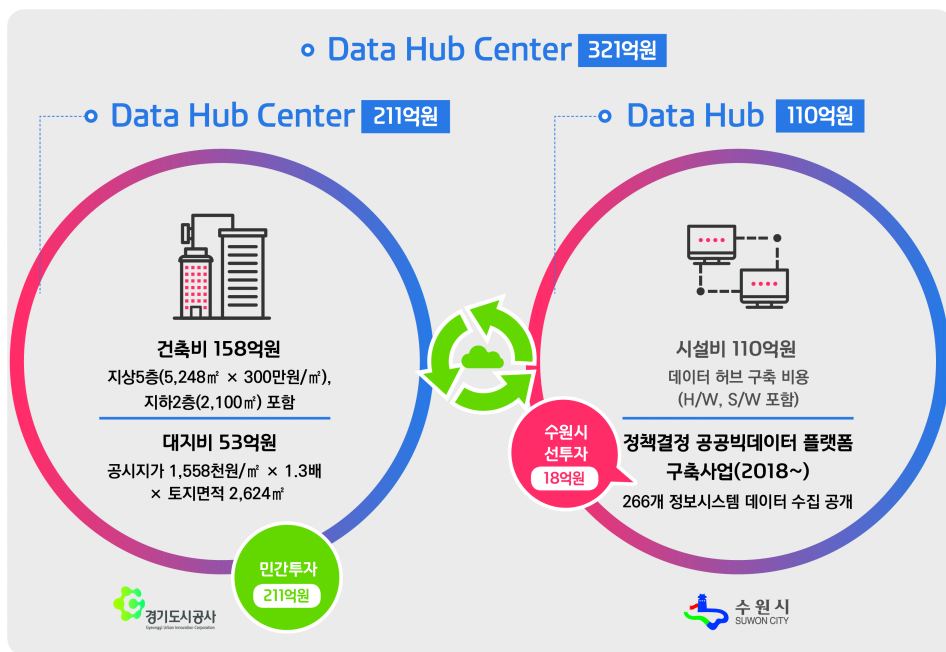 Data Hub Center 321억원
Data Hub Center 211억원
건축비 158억원
지상5층(5,248㎡ × 300만원/㎡),
지하2층(2,100㎡) 포함
대지비 53억원
공시지가 1,558천원/㎡ × 1.3배
× 토지면적 2,624㎡
민간투자
211억원
경기도시공사
Gyeonggi Urban Innovation Corporation
Data Hub 110억원
시설비 110억원
데이터 허브 구축 비용
(H/W, S/W 포함)
수원시
선투자
18억원
정책결정 공공빅데이터 플랫폼
구축사업(2018~)
266개 정보시스템 데이터 수집 공개
수원시
SUWON CITY